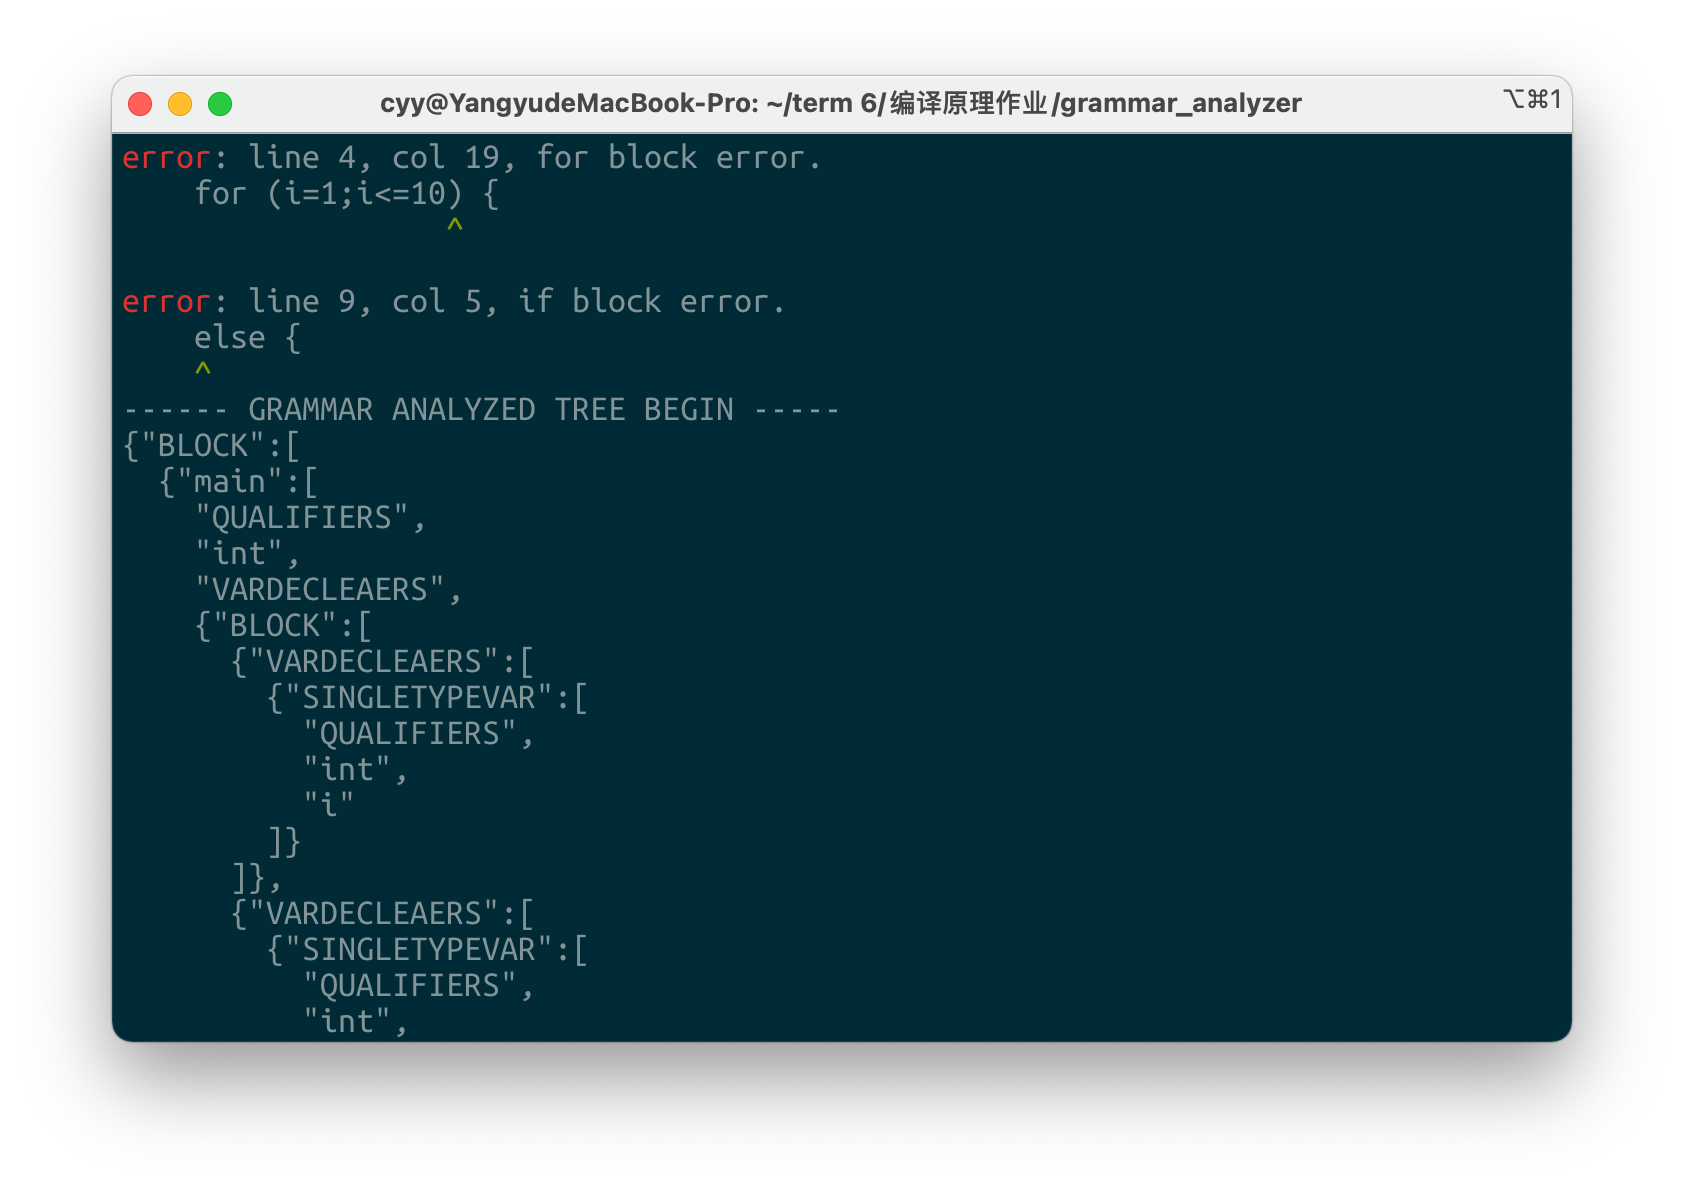 cyy@YangyudeMacBook-Pro: ~/term 6/编译原理作业/grammar_analyzer
⌥⌘1
error: line 4, col 19, for block error.
    for (i=1;i<=10) {
                  ^
error: line 9, col 5, if block error.
    else {
    ^
------ GRAMMAR ANALYZED TREE BEGIN -----
{"BLOCK":[
  {"main":[
    "QUALIFIERS",
    "int",
    "VARDECLEAERS",
    {"BLOCK":[
      {"VARDECLEAERS":[
        {"SINGLETYPEVAR":[
          "QUALIFIERS",
          "int",
          "i"
        ]}
      ]},
      {"VARDECLEAERS":[
        {"SINGLETYPEVAR":[
          "QUALIFIERS",
          "int",